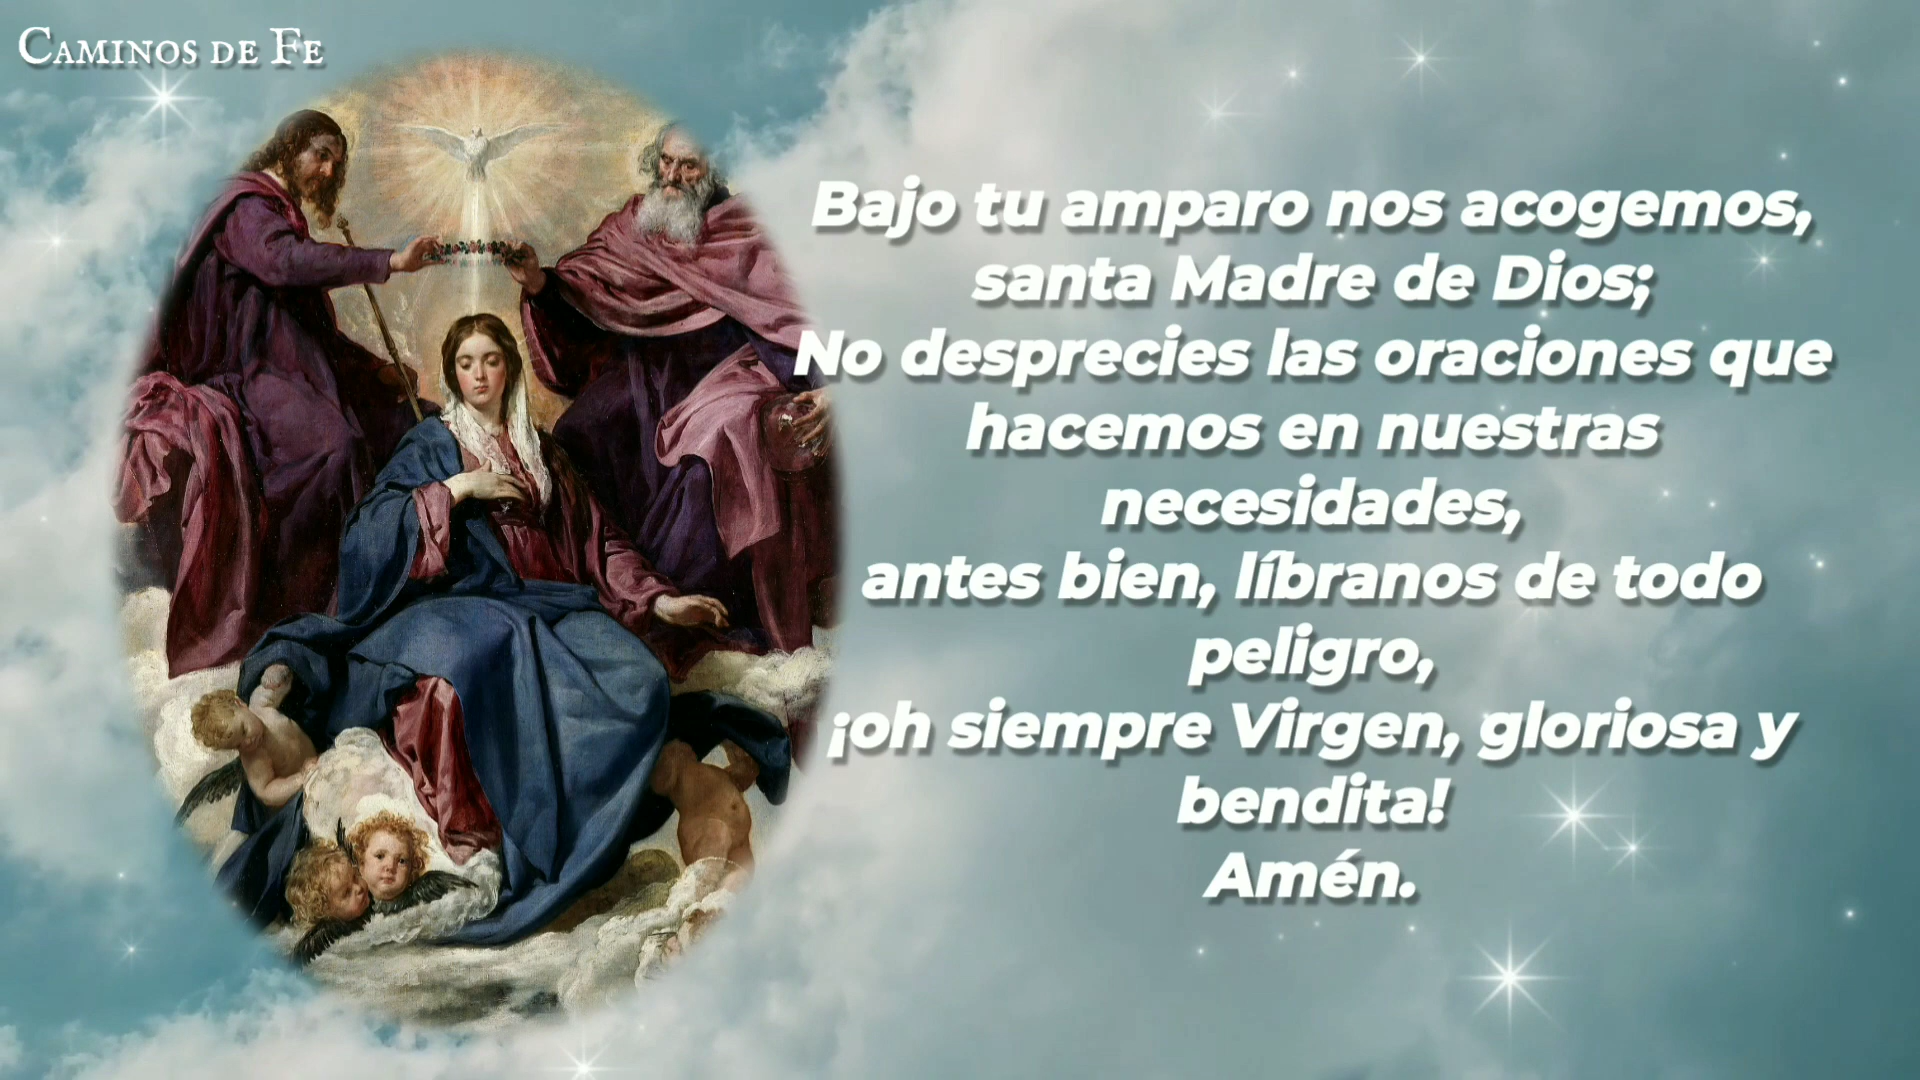 Caminos de Fe
Bajo tu amparo nos acogemos,
santa Madre de Dios;
No desprecies las oraciones que
hacemos en nuestras
necesidades,
antes bien, líbranos de todo
peligro,
¡oh siempre Virgen, gloriosa y
bendita!
Amén.